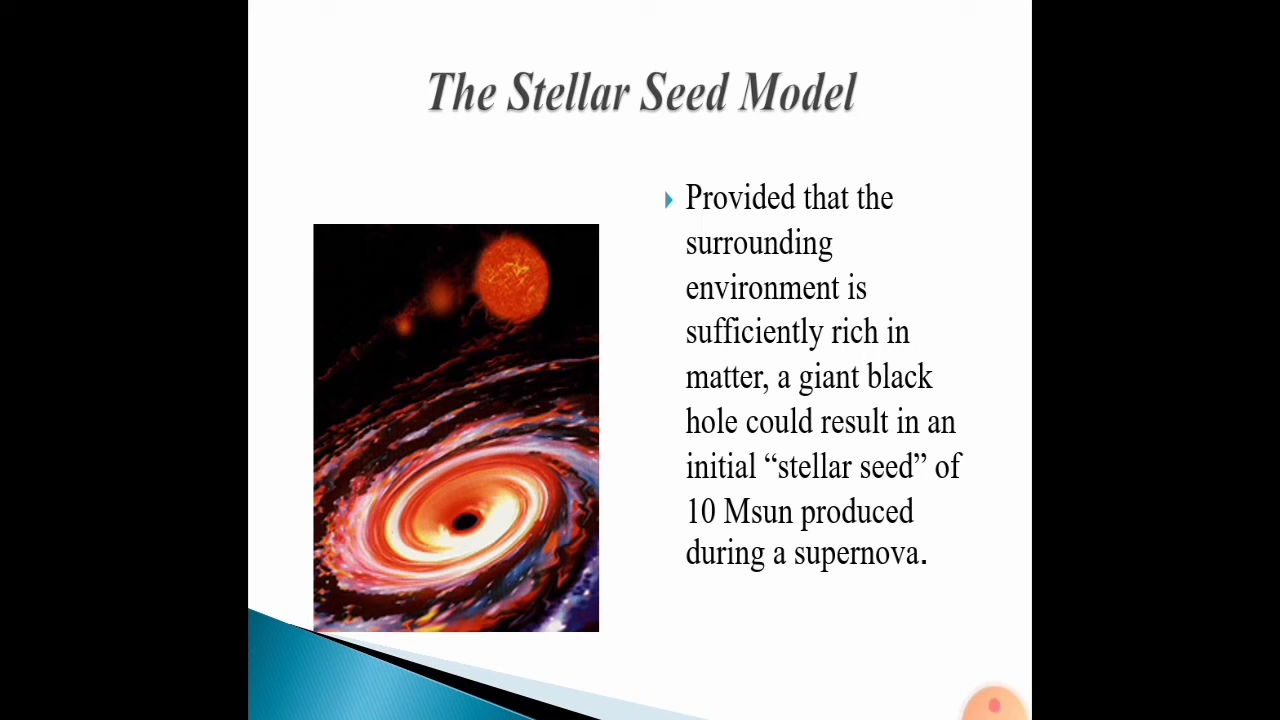 The Stellar Seed Model
Provided that the
surrounding
environment is
sufficiently rich in
matter, a giant black
hole could result in an
initial “stellar seed” of
10 Msun produced
during a supernova.